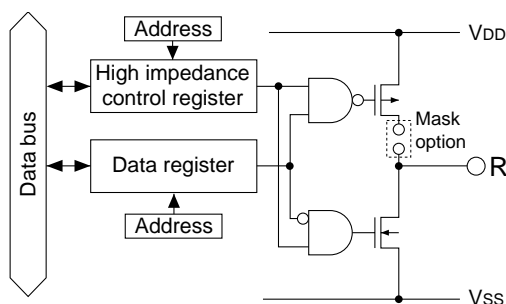 Address
VDD
High impedance
control register
Mask
option
Data bus
Data register
R
Address
VSS